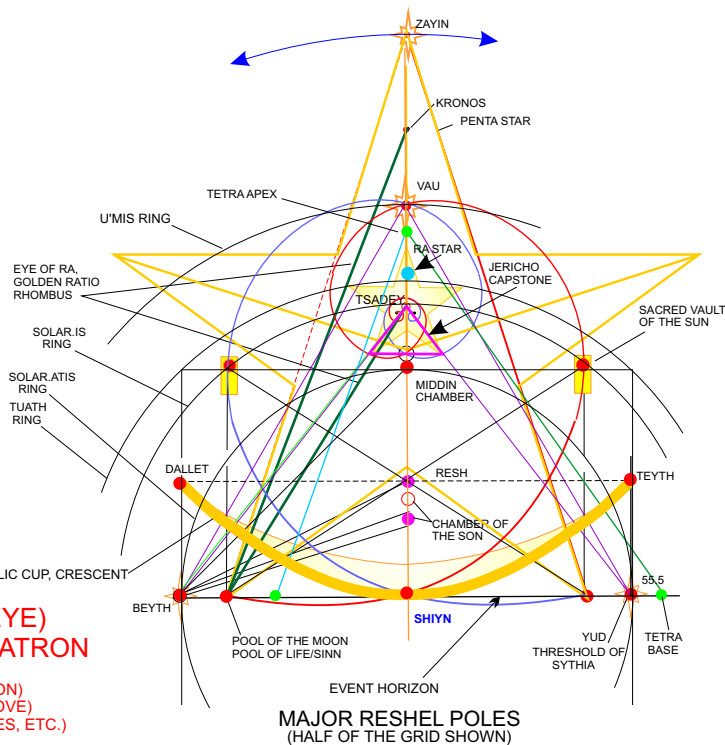 ZAYIN
KRONOS
PENTA STAR
VAU
TETRA APEX
U'MIS RING
RA STAR
EYE OF RA,
GOLDEN RATIO
RHOMBUS
JERICHO
CAPSTONE
TSADEY
SACRED VAULT
OF THE SUN
SOLAR.IS
RING
SOLAR.ATIS
RING
TUATH
RING
MIDDIN
CHAMBER
DALLET
RESH
TEYTH
CHAMBER OF
THE SON
LIC CUP, CRESCENT
BEYTH
55.5
EYE)
ATRON
SHIYN
POOL OF THE MOON
POOL OF LIFE/SINN
YUD
THRESHOLD OF
SYTHIA
TETRA
BASE
ON)
OVE)
ES, ETC.)
EVENT HORIZON
MAJOR RESHEL POLES
(HALF OF THE GRID SHOWN)